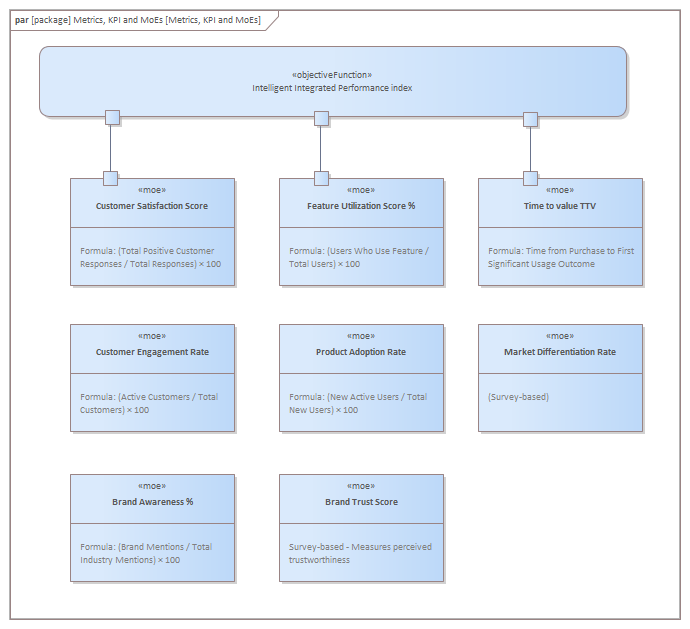 par [package] Metrics, KPI and MoEs [Metrics, KPI and MoEs]
«objectiveFunction»
Intelligent Integrated Performance index
«moe»
Customer Satisfaction Score
Formula: (Total Positive Customer
Responses / Total Responses) × 100
«moe»
Feature Utilization Score %
Formula: (Users Who Use Feature /
Total Users) × 100
«moe»
Time to value TTV
Formula: Time from Purchase to First
Significant Usage Outcome
«moe»
Customer Engagement Rate
Formula: (Active Customers / Total
Customers) × 100
«moe»
Product Adoption Rate
Formula: (New Active Users / Total
New Users) × 100
«moe»
Market Differentiation Rate
(Survey-based)
«moe»
Brand Awareness %
Formula: (Brand Mentions / Total
Industry Mentions) × 100
«moe»
Brand Trust Score
Survey-based - Measures perceived
trustworthiness